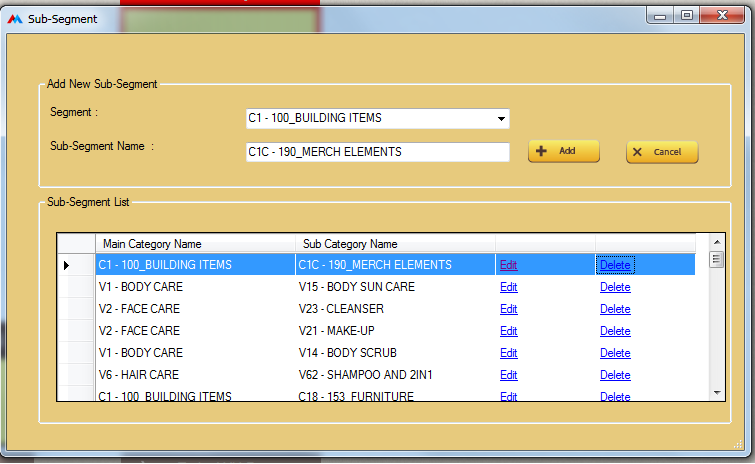 Sub-Segment
Add New Sub-Segment
Segment :
C1 - 100_BUILDING ITEMS
Sub-Segment Name :
C1C - 190_MERCH ELEMENTS
Add
Cancel
Sub-Segment List
Main Category Name Sub Category Name
C1 - 100_BUILDING ITEMS C1C - 190_MERCH ELEMENTS Edit Delete
V1 - BODY CARE V15 - BODY SUN CARE Edit Delete
V2 - FACE CARE V23 - CLEANSER Edit Delete
V2 - FACE CARE V21 - MAKE-UP Edit Delete
V1 - BODY CARE V14 - BODY SCRUB Edit Delete
V6 - HAIR CARE V62 - SHAMPOO AND 2IN1 Edit Delete
C1 - 100_BUILDING ITEMS C18 - 153_FURNITURE Edit Delete